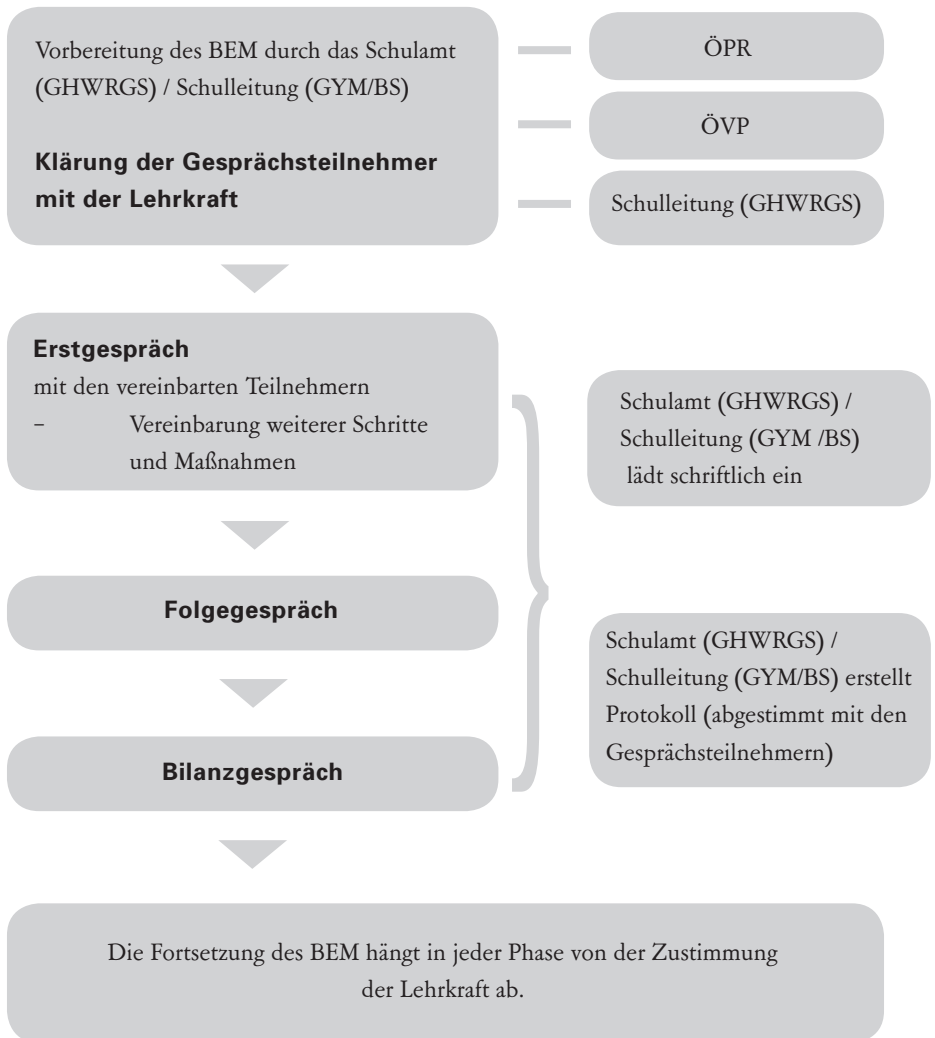 Vorbereitung des BEM durch das Schulamt
(GHWRGS) / Schulleitung (GYM/BS)
Klärung der Gesprächsteilnehmer
mit der Lehrkraft
ÖPR
ÖVP
Schulleitung (GHWRGS)
Erstgespräch
mit den vereinbarten Teilnehmern
– Vereinbarung weiterer Schritte
und Maßnahmen
Schulamt (GHWRGS) /
Schulleitung (GYM /BS)
lädt schriftlich ein
Folgegespräch
Schulamt (GHWRGS) /
Schulleitung (GYM/BS) erstellt
Protokoll (abgestimmt mit den
Gesprächsteilnehmern)
Bilanzgespräch
Die Fortsetzung des BEM hängt in jeder Phase von der Zustimmung
der Lehrkraft ab.